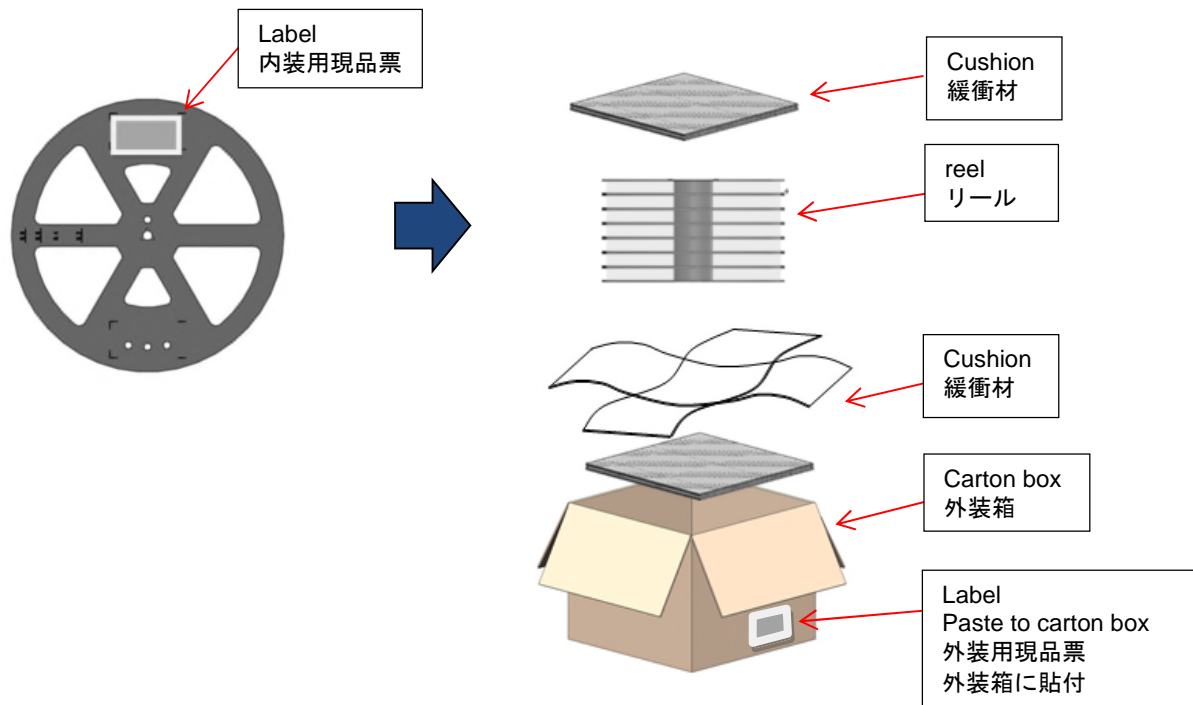 Label
内装用現品票
Cushion
緩衝材
reel
リール
Cushion
緩衝材
Carton box
外装箱
Label
Paste to carton box
外装用現品票
外装箱に貼付